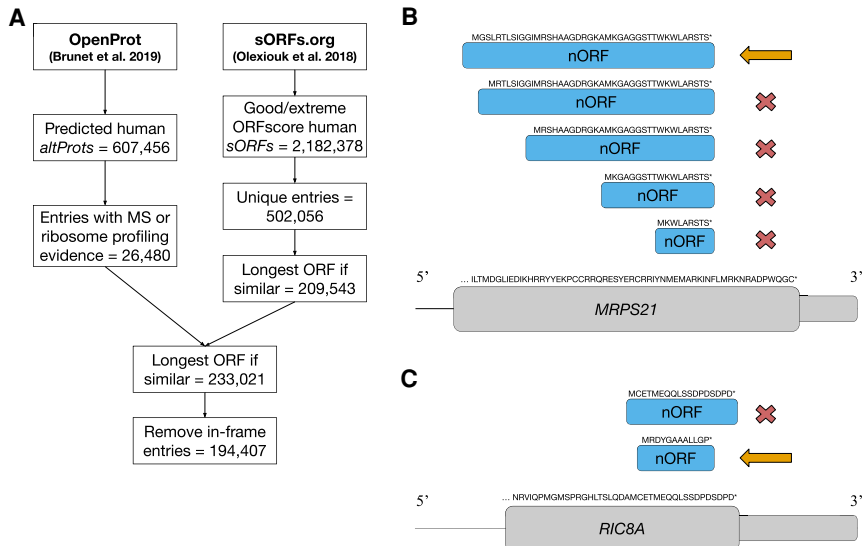 A
OpenProt
(Brunet et al. 2019)
Predicted human
altProts = 607,456
Entries with MS or
ribosome profiling
evidence = 26,480
sORFs.org
(Olexiouk et al. 2018)
Good/extreme
ORFscore human
sORFs = 2,182,378
Unique entries =
502,056
Longest ORF if
similar = 209,543
Longest ORF if
similar = 233,021
Remove in-frame
entries = 194,407
B
MGSLRTLSIGGIMRSHAAGDRGKAMKGAGGSTTWKWLARSTS*
nORF
MRTLSIGGIMRSHAAGDRGKAMKGAGGSTTWKWLARSTS*
nORF
MRSHAAGDRGKAMKGAGGSTTWKWLARSTS*
nORF
MKGAGGSTTWKWLARSTS*
nORF
MKWLARSTS*
nORF
5’ 3’
... ILTMDGLIEDIKHRRYYEKPCCRRQRESYERCRRIYNMEMARKINFLMRKNRADPWQGC*
MRPS21
C
MCETMEQQLSSDPDSDPD*
nORF
MRDYGAAALLGP*
nORF
5’ 3’
... NRVIQPMGMSPRGHLTSLQDAMCETMEQQLSSDPDSDPD*
RIC8A